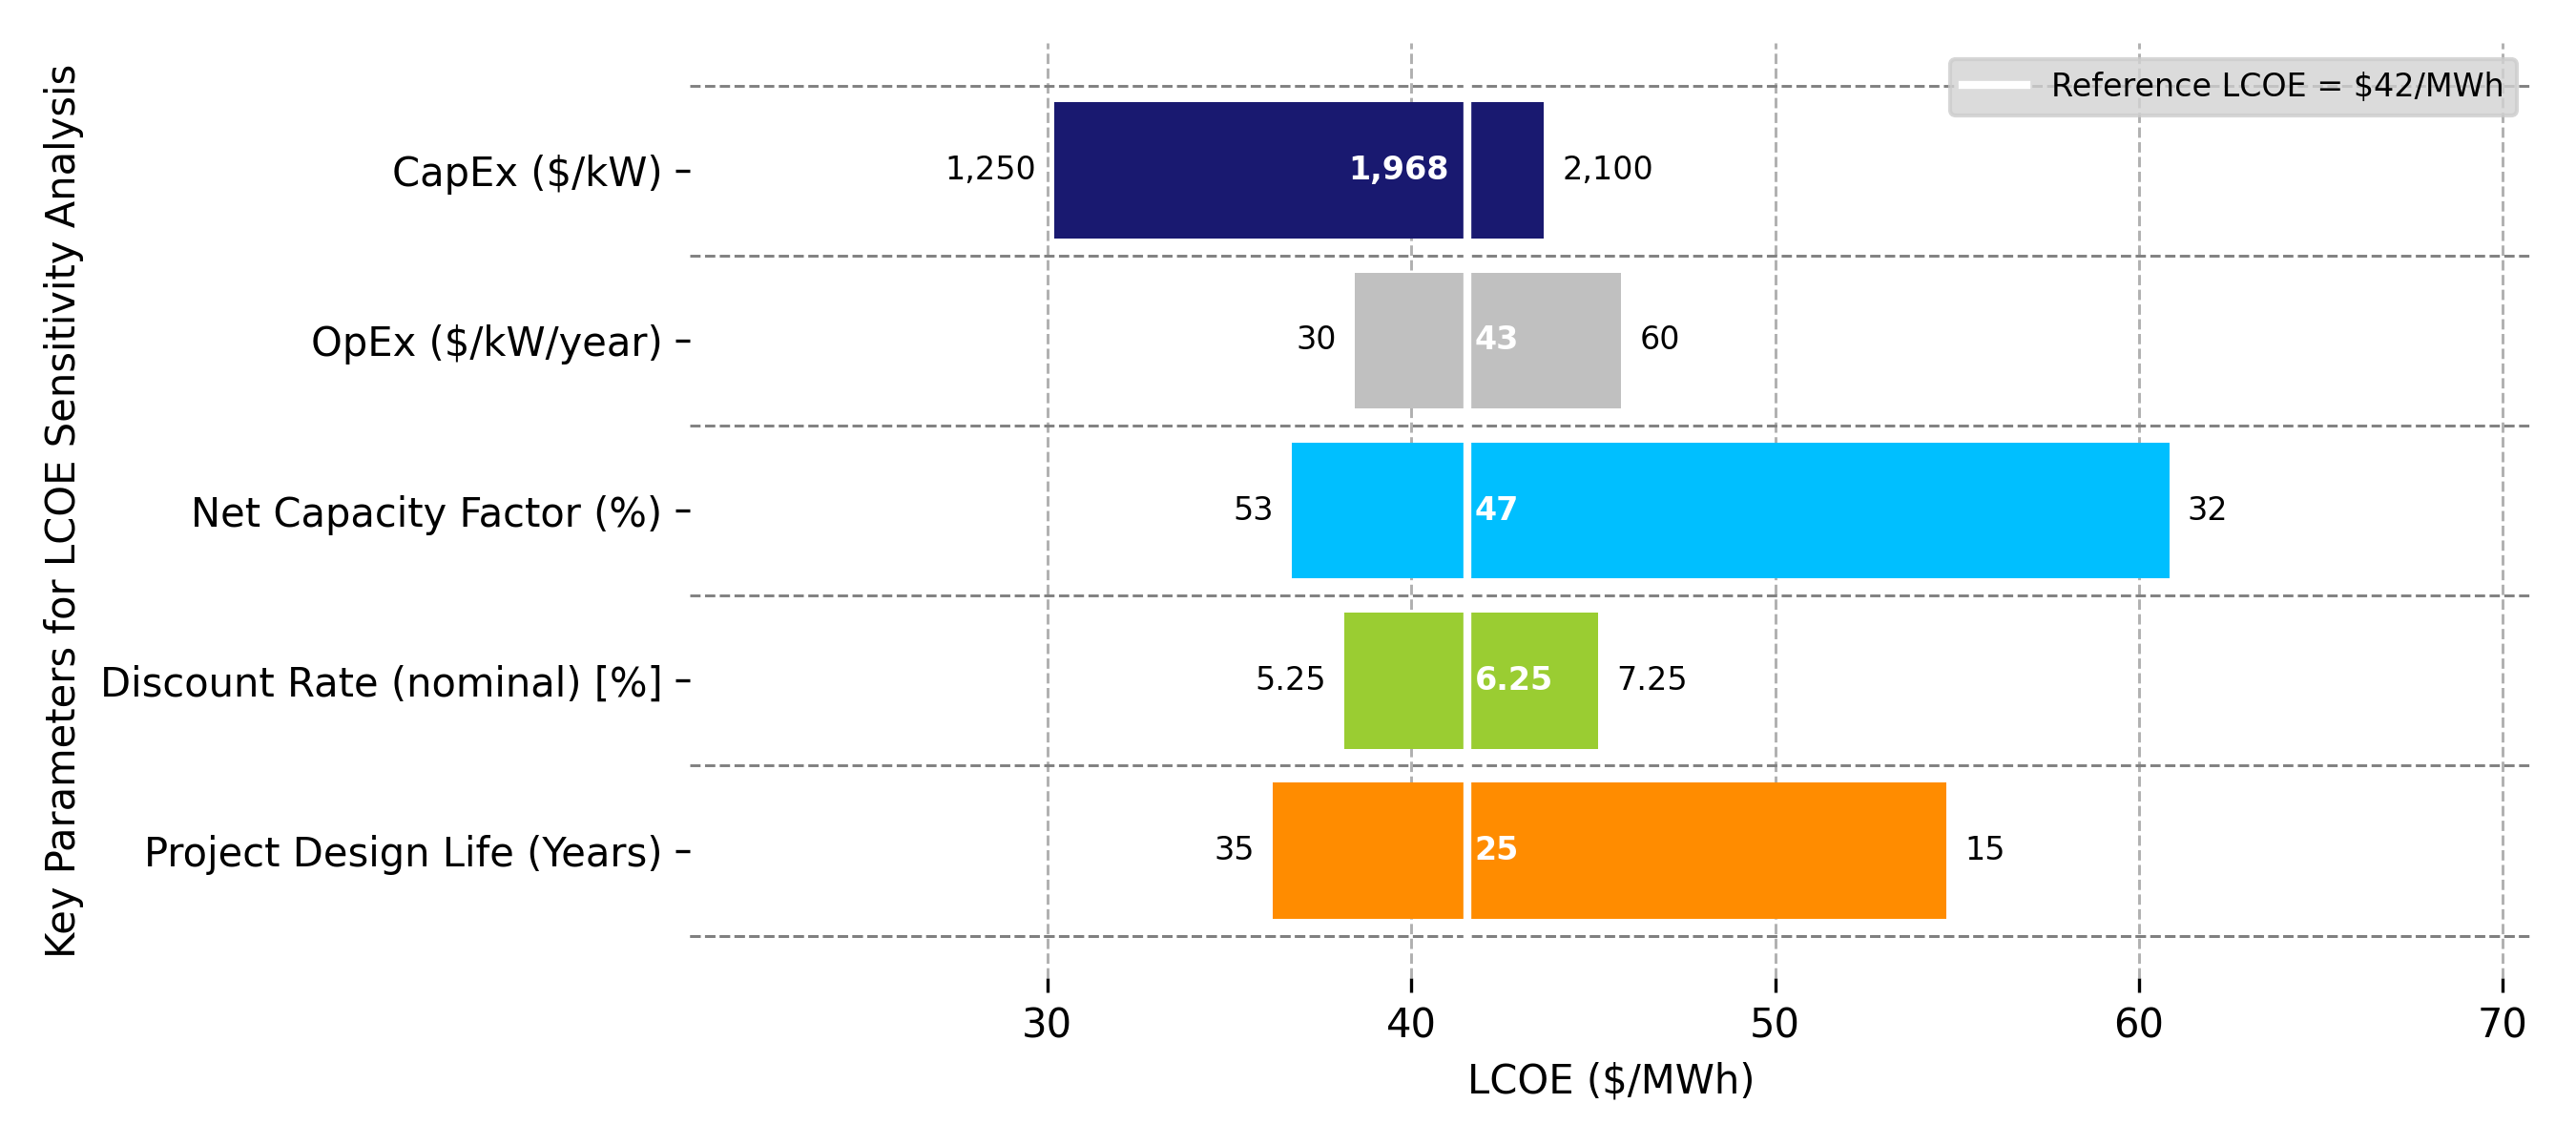 Key Parameters for LCOE Sensitivity Analysis
Reference LCOE = $42/MWh
CapEx ($/kW) 1,250 1,968 2,100
OpEx ($/kW/year) 30 43 60
Net Capacity Factor (%) 53 47 32
Discount Rate (nominal) [%] 5.25 6.25 7.25
Project Design Life (Years) 35 25 15
30 40 50 60 70
LCOE ($/MWh)